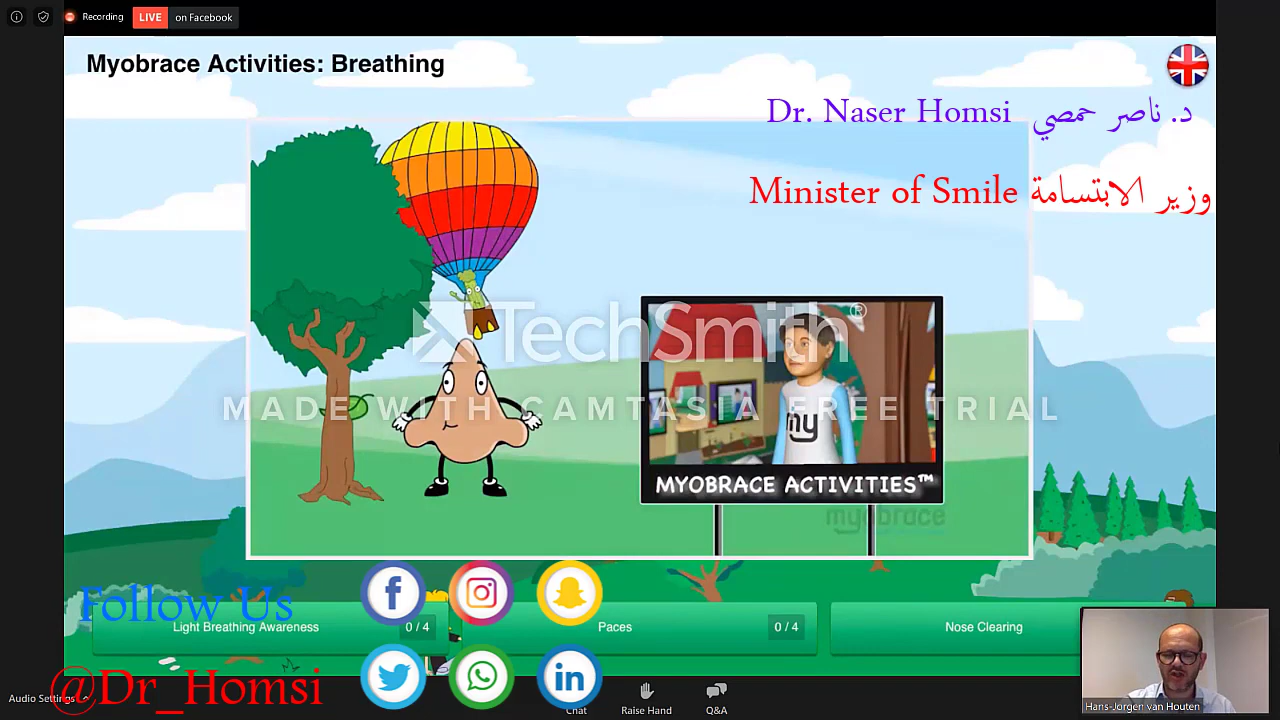 Recording
LIVE on Facebook
Myobrace Activities: Breathing
Dr. Naser Homsi د. ناصر حمصي
Minister of Smile وزير الابتسامة
TechSmith®
MADE WITH CAMTASIA FREE TRIAL
my
MYOBRACE ACTIVITIES™
myobrace
Follow Us
Light Breathing Awareness 0 / 4
Paces 0 / 4
Nose Clearing
@Dr_Homsi
Audio Settings
Chat
Raise Hand
Q&A
Hans-Jorgen van Houten